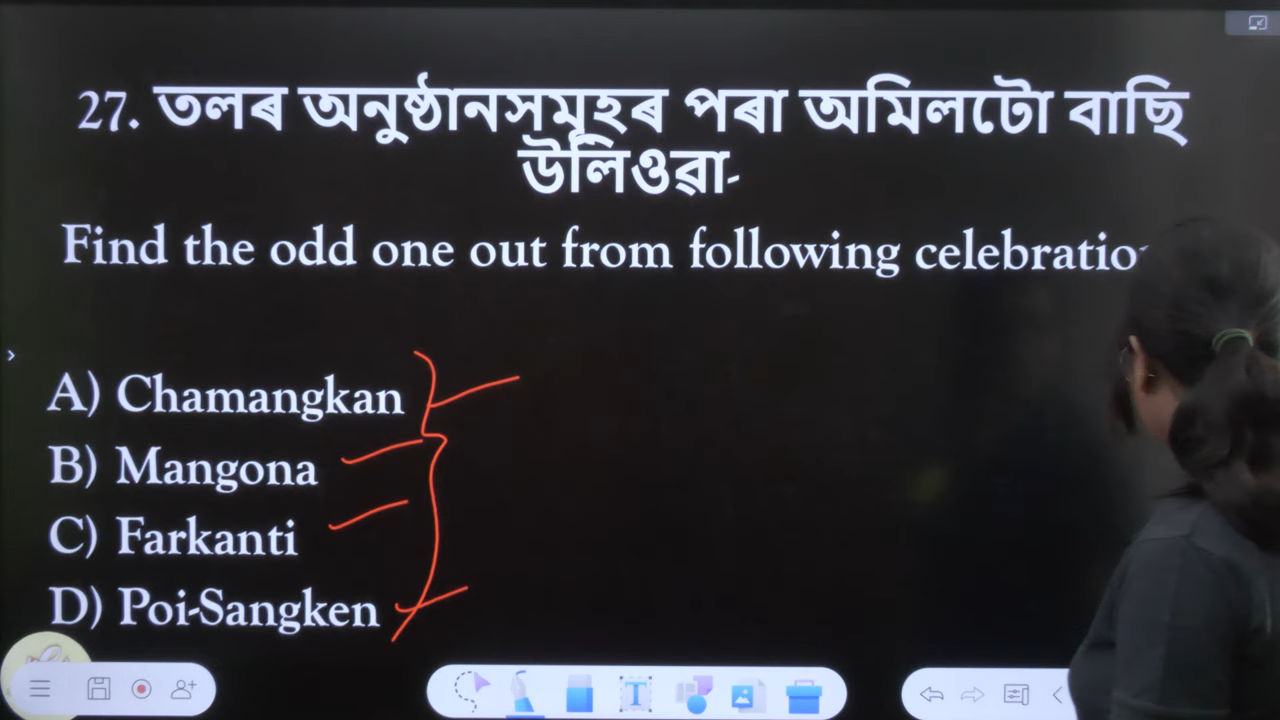 27. তলৰ অনুষ্ঠানসমূহৰ পৰা অমিলটো বাছি
উলিওৱা-
Find the odd one out from following
A) Chamangkan
B) Mangona
C) Farkanti
D) Poi-Sangken